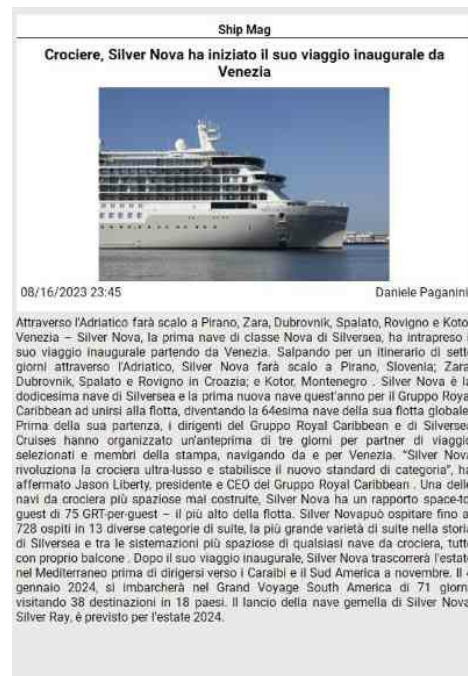 Ship Mag
Crociere, Silver Nova ha iniziato il suo viaggio inaugurale da
Venezia
08/16/2023 23:45
Daniele Paganini
Attraverso l'Adriatico farà scalo a Pirano, Zara, Dubrovnik, Spalato, Rovigno e Koto
Venezia – Silver Nova, la prima nave di classe Nova di Silversea, ha intrapreso i
suo viaggio inaugurale partendo da Venezia. Salpando per un itinerario di sett
giorni attraverso l'Adriatico, Silver Nova farà scalo a Pirano, Slovenia; Zara
Dubrovnik, Spalato e Rovigno in Croazia; e Kotor, Montenegro . Silver Nova è la
dodicesima nave di Silversea e la prima nuova nave quest'anno per il Gruppo Roya
Caribbean ad unirsi alla flotta, diventando la 64esima nave della sua flotta globale
Prima della sua partenza, i dirigenti del Gruppo Royal Caribbean e di Silversea
Cruises hanno organizzato un'anteprima di tre giorni per partner di viaggio
selezionati e membri della stampa, navigando da e per Venezia. "Silver Nova
rivoluziona la crociera ultra-lusso e stabilisce il nuovo standard di categoria", ha
affermato Jason Liberty, presidente e CEO del Gruppo Royal Caribbean . Una delle
navi da crociera più spaziose mai costruite, Silver Nova ha un rapporto space-to
guest di 75 GRT-per-guest – il più alto della flotta. Silver Novapuò ospitare fino a
728 ospiti in 13 diverse categorie di suite, la più grande varietà di suite nella stori
di Silversea e tra le sistemazioni più spaziose di qualsiasi nave da crociera, tutte
con proprio balcone . Dopo il suo viaggio inaugurale, Silver Nova trascorrerà l'estate
nel Mediterraneo prima di dirigersi verso i Caraibi e il Sud America a novembre. Il 4
gennaio 2024, si imbarcherà nel Grand Voyage South America di 71 giorni
visitando 38 destinazioni in 18 paesi. Il lancio della nave gemella di Silver Nova
Silver Ray, è previsto per l'estate 2024.